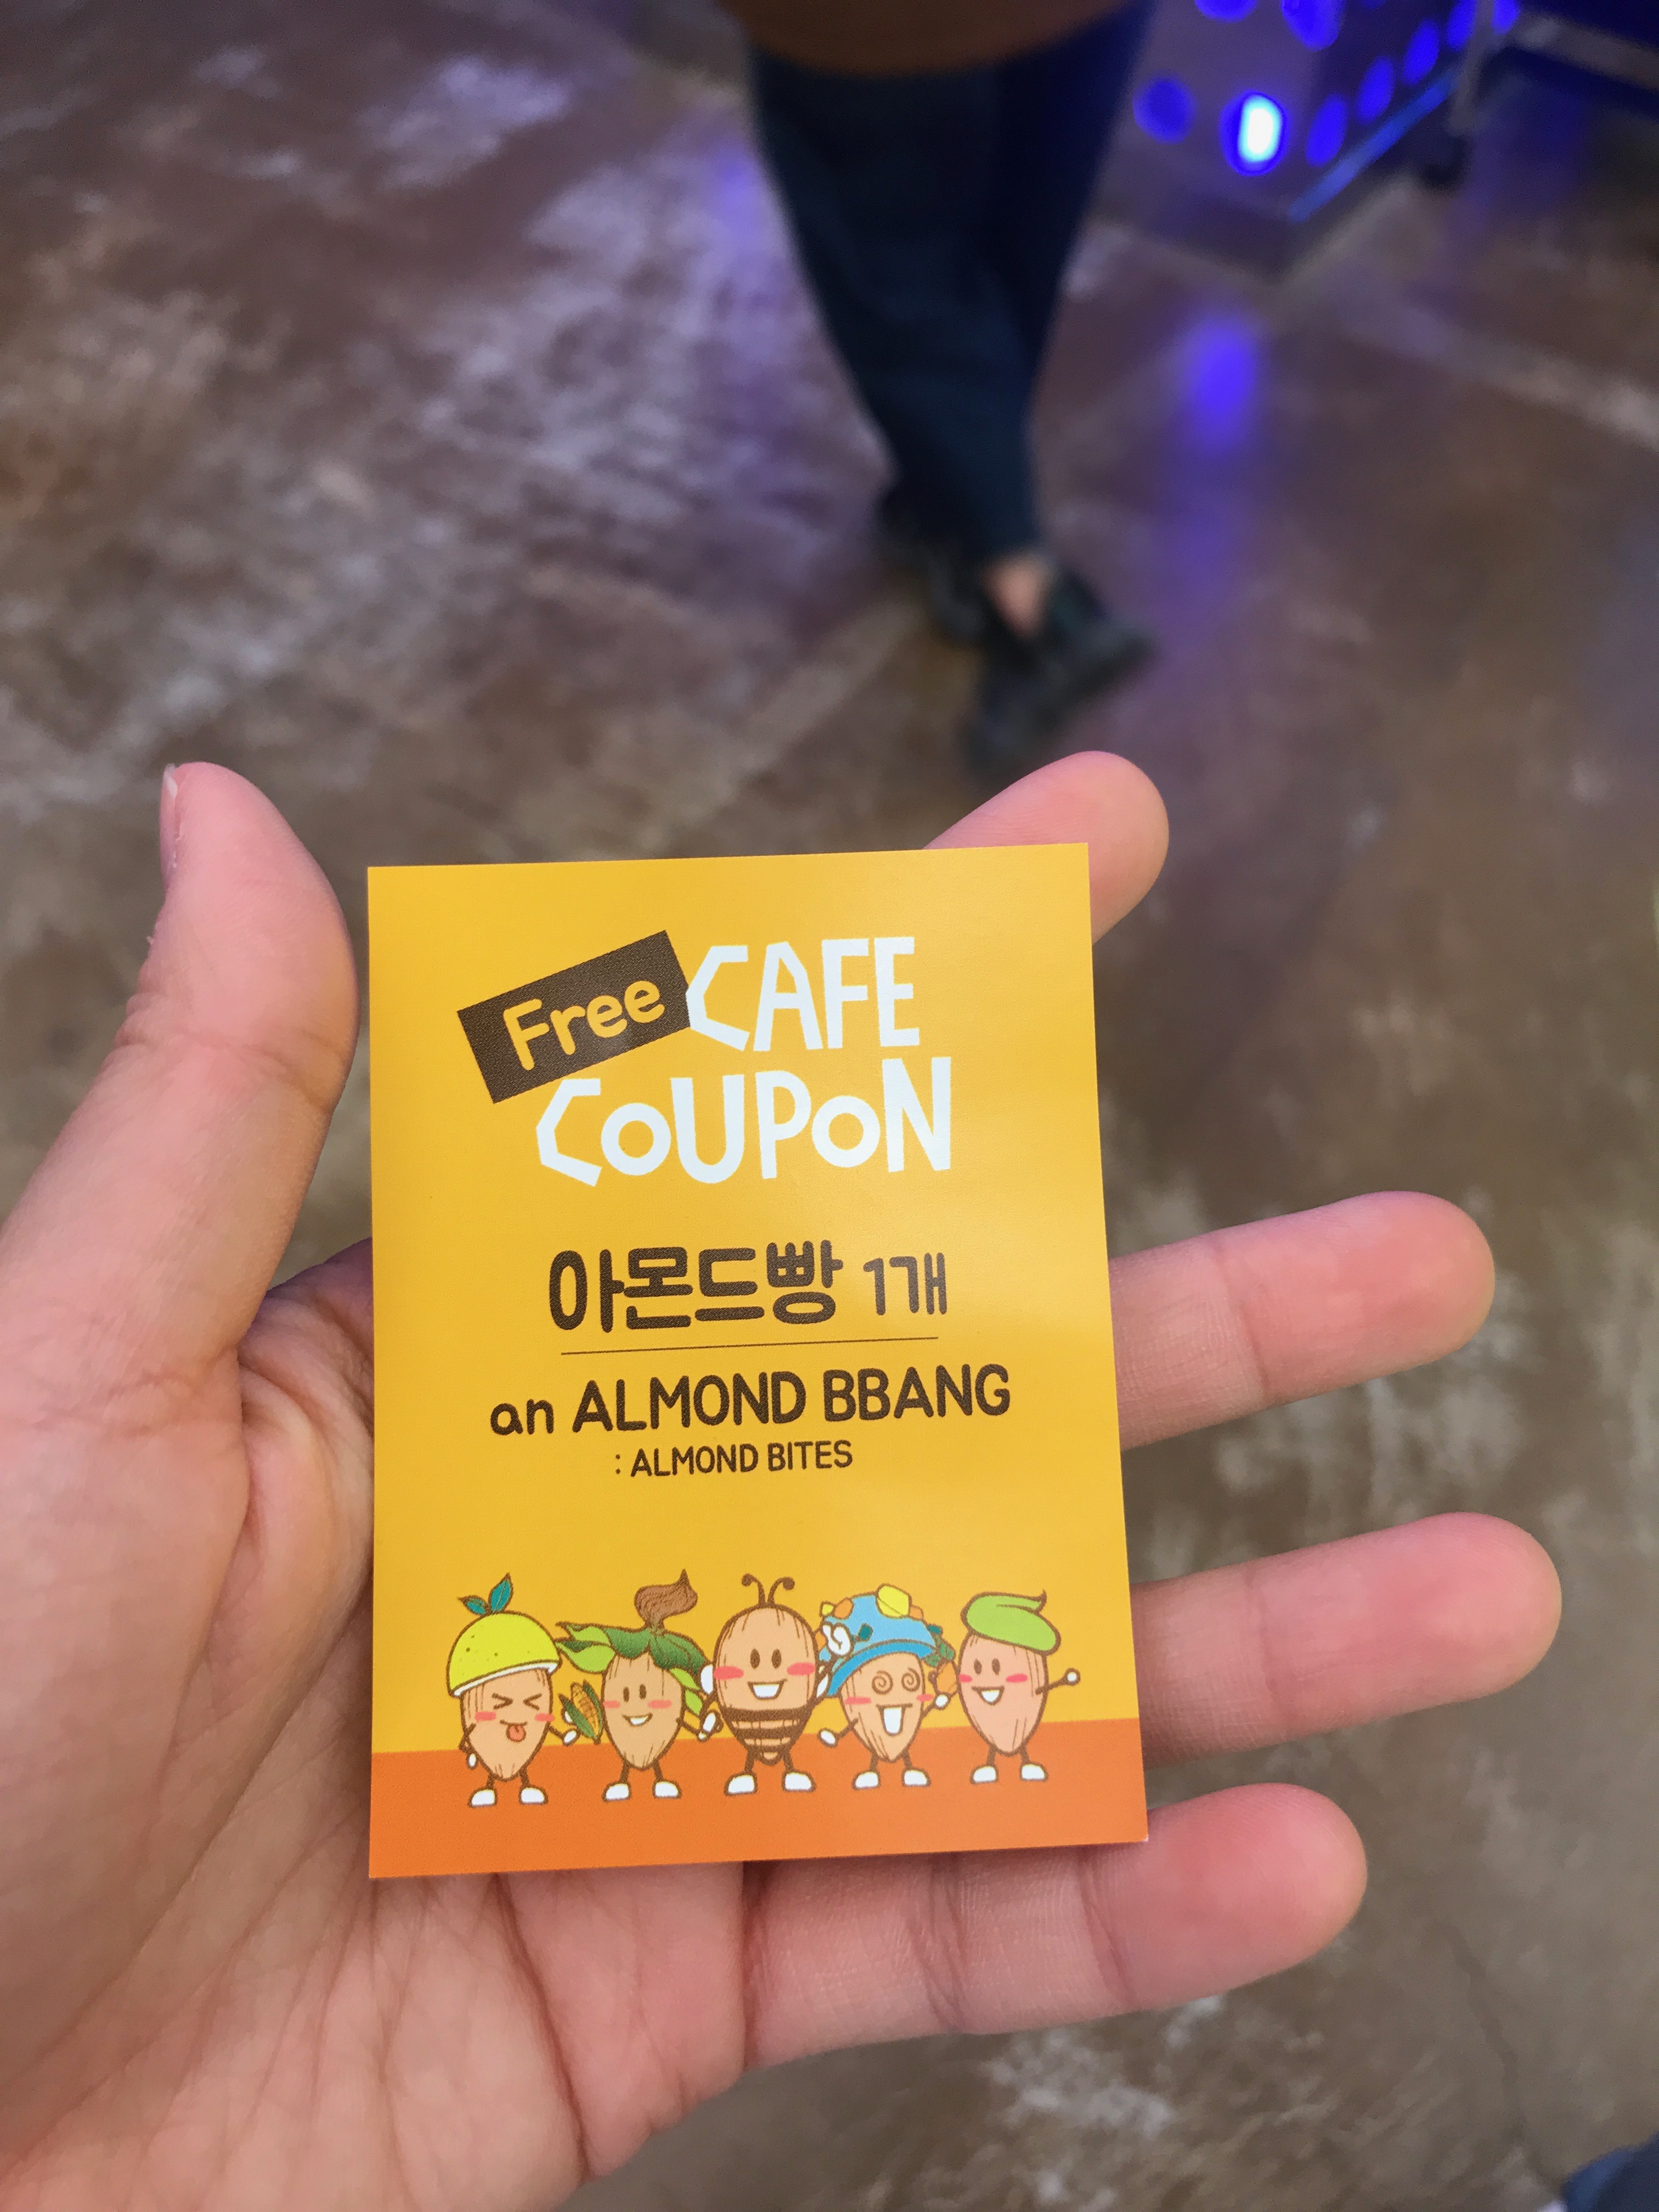 Free CAFE
COUPON
아몬드빵 1개
an ALMOND BBANG
: ALMOND BITES